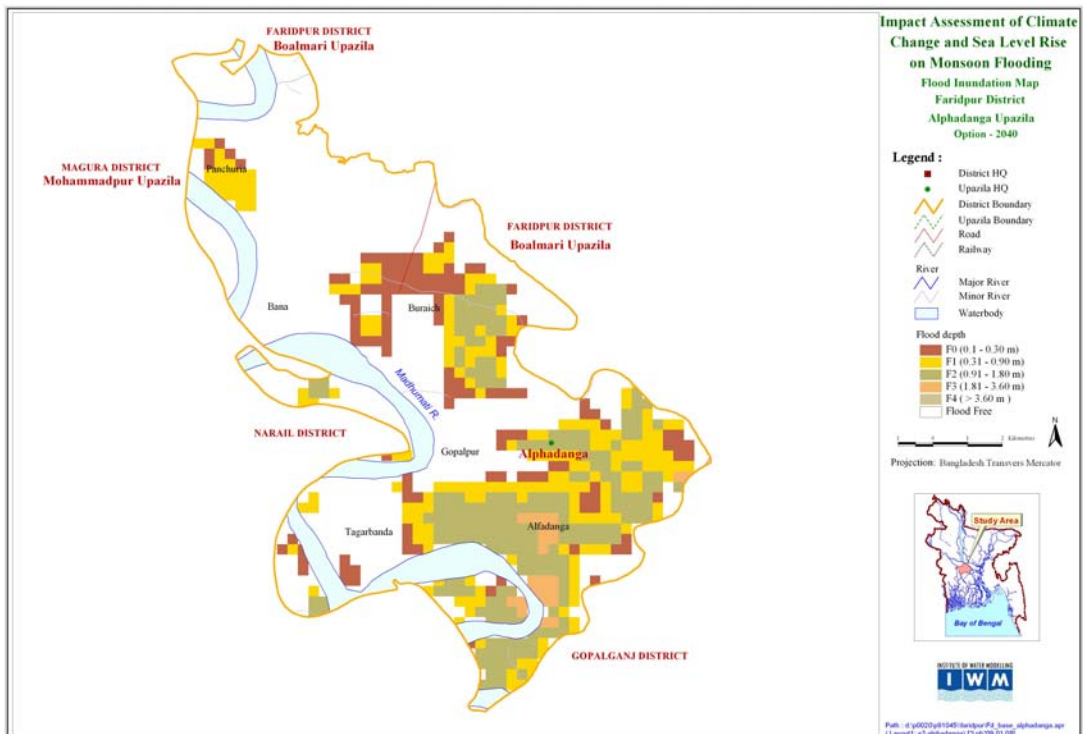 FARIDPUR DISTRICT
Boalmari Upazila
MAGURA DISTRICT
Mohammadpur Upazila
Panchuria
FARIDPUR DISTRICT
Boalmari Upazila
Bana
Buraich
Madhumati R.
NARAIL DISTRICT
Gopalpur
Alphadanga
Tagarbanda
Alfadanga
GOPALGANJ DISTRICT
Impact Assessment of Climate
Change and Sea Level Rise
on Monsoon Flooding
Flood Inundation Map
Faridpur District
Alphadanga Upazila
Option - 2040
Legend :
District HQ
Upazila HQ
District Boundary
Upazila Boundary
Road
Railway
River
Major River
Minor River
Waterbody
Flood depth
F0 (0.1 - 0.30 m)
F1 (0.31 - 0.90 m)
F2 (0.91 - 1.80 m)
F3 (1.81 - 3.60 m)
F4 ( > 3.60 m )
Flood Free
N
1 0 1 2 Kilometres
Projection: Bangladesh Transvers Mercator
Study Area
Bay of Bengal
INSTITUTE OF WATER MODELLING
IWM